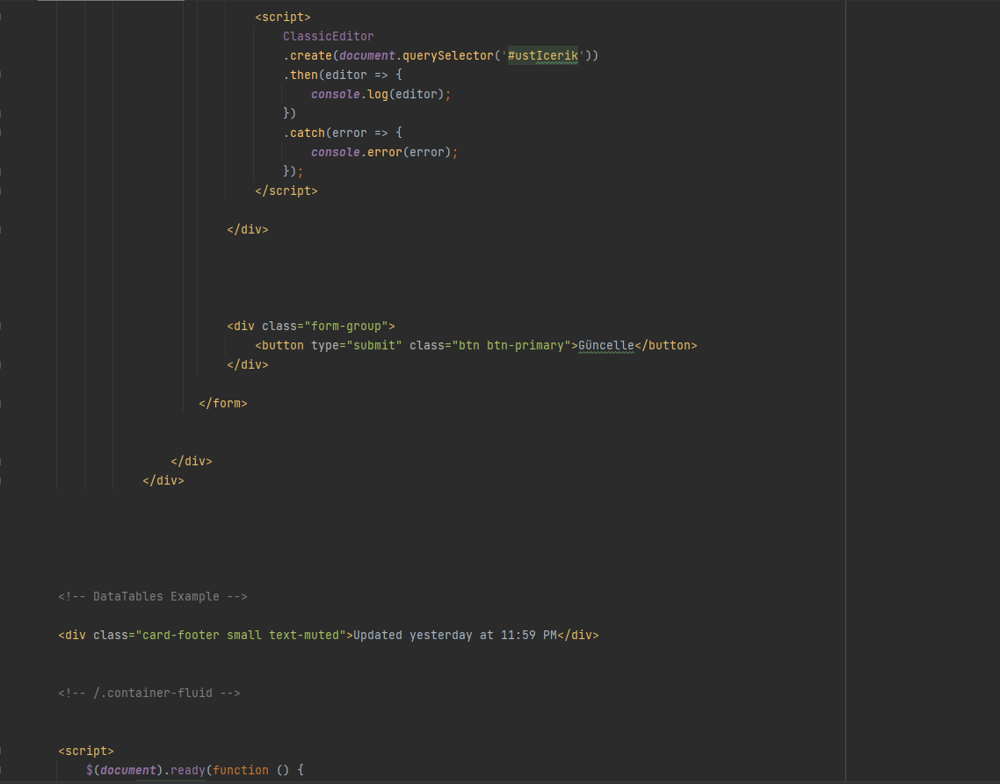 <script>
ClassicEditor
.create(document.querySelector('#ustIcerik'))
.then(editor => {
console.log(editor);
})
.catch(error => {
console.error(error);
});
</script>
</div>
<div class="form-group">
<button type="submit" class="btn btn-primary">Güncelle</button>
</div>
</form>
</div>
</div>
<!-- DataTables Example -->
<div class="card-footer small text-muted">Updated yesterday at 11:59 PM</div>
<!-- /.container-fluid -->
<script>
$(document).ready(function () {